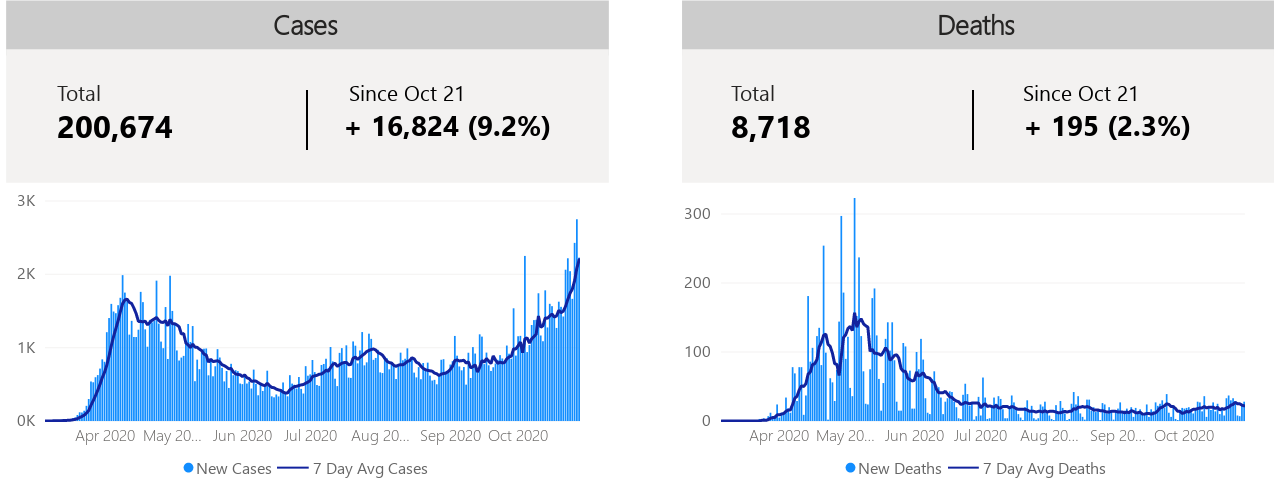 Cases
Total
200,674
Since Oct 21
+ 16,824 (9.2%)
3K
2K
1K
0K
Apr 2020 May 20... Jun 2020 Jul 2020 Aug 20... Sep 2020 Oct 2020
New Cases 7 Day Avg Cases
Deaths
Total
8,718
Since Oct 21
+ 195 (2.3%)
300
200
100
0
Apr 2020 May 20... Jun 2020 Jul 2020 Aug 20... Sep 20... Oct 2020
New Deaths 7 Day Avg Deaths